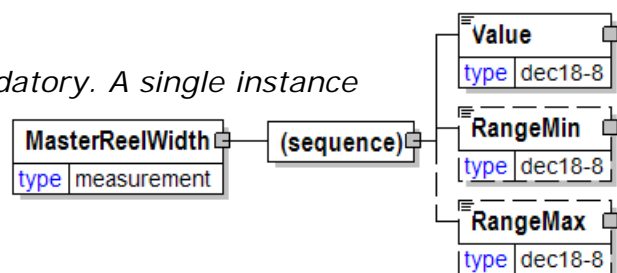 Value
type dec18-8
datory. A single instance
RangeMin
MasterReelWidth (sequence)
type dec18-8
type measurement
RangeMax
type dec18-8